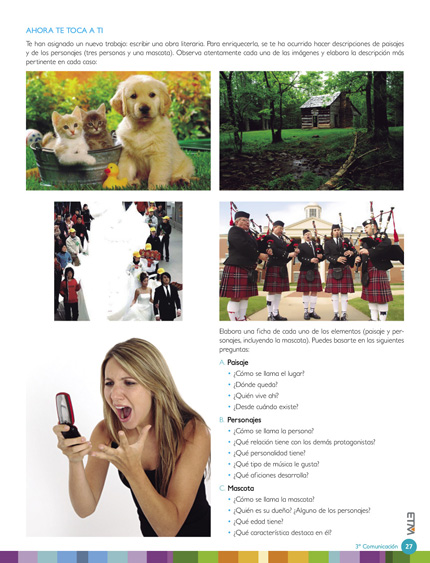 AHORA TE TOCA A TI
Te han asignado un nuevo trabajo: escribir una obra literaria. Para enriquecerla, se te ha ocurrido hacer descripciones de paisajes
y de los personajes (tres personas y una mascota). Observa atentamente cada una de las imágenes y elabora la descripción más
pertinente en cada caso:
Elabora una ficha de cada uno de los elementos (paisaje y per-
sonajes, incluyendo la mascota). Puedes basarte en las siguientes
preguntas:
A. Paisaje
• ¿Cómo se llama el lugar?
• ¿Dónde queda?
• ¿Quién vive ahí?
• ¿Desde cuándo existe?
B. Personajes
• ¿Cómo se llama la persona?
• ¿Qué relación tiene con los demás protagonistas?
• ¿Qué personalidad tiene?
• ¿Qué tipo de música le gusta?
• ¿Qué aficiones desarrolla?
C. Mascota
• ¿Cómo se llama la mascota?
• ¿Quién es su dueño? ¿Alguno de los personajes?
• ¿Qué edad tiene?
• ¿Qué característica destaca en él?
3º Comunicación 27